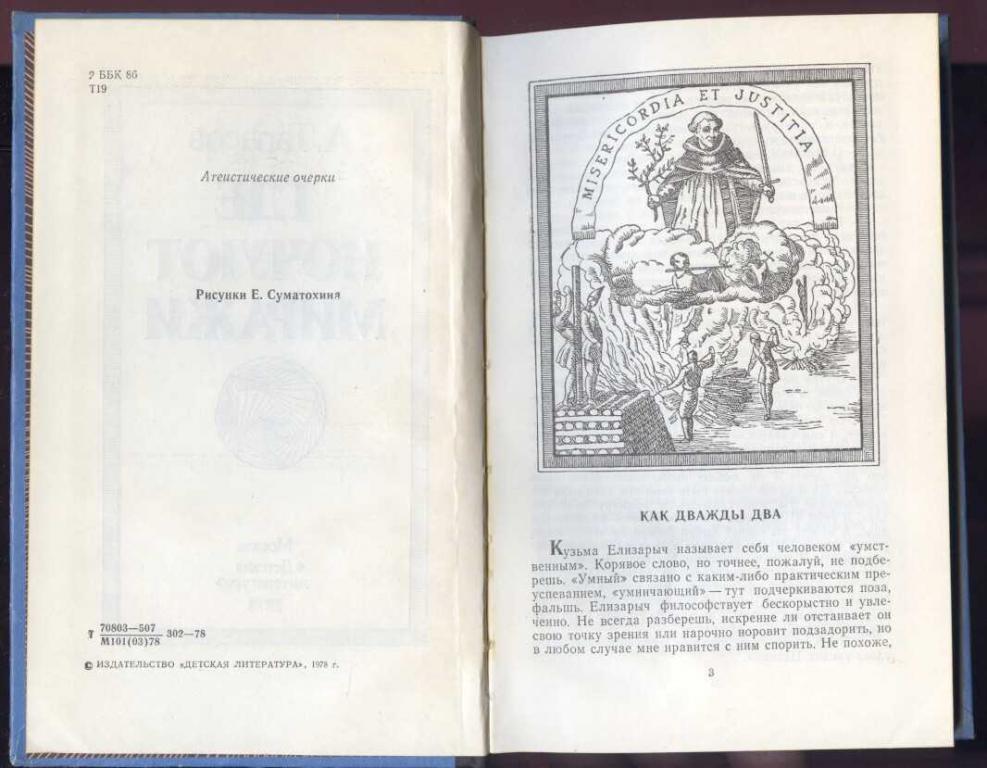 2 ББК 86
Т19
Атеистические очерки
Рисунки Е. Суматохина
Т 70803—507
М101(03)78 302—78
© ИЗДАТЕЛЬСТВО «ДЕТСКАЯ ЛИТЕРАТУРА», 1978 г.
MISERICORDIA ET JUSTITIA
КАК ДВАЖДЫ ДВА
Кузьма Елизарыч называет себя человеком «умст-
венным». Корявое слово, но точнее, пожалуй, не подбе-
решь. «Умный» связано с каким-либо практическим пре-
успеванием, «умничающий» — тут подчеркиваются поза,
фальшь. Елизарыч философствует бескорыстно и увле-
ченно. Не всегда разберешь, искренне ли отстаивает он
свою точку зрения или нарочно норовит подзадорить, но
в любом случае мне нравится с ним спорить. Не похоже,
3